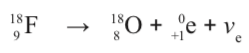 ¹⁸₉F → ¹⁸₈O + ⁰₊₁e + νₑ